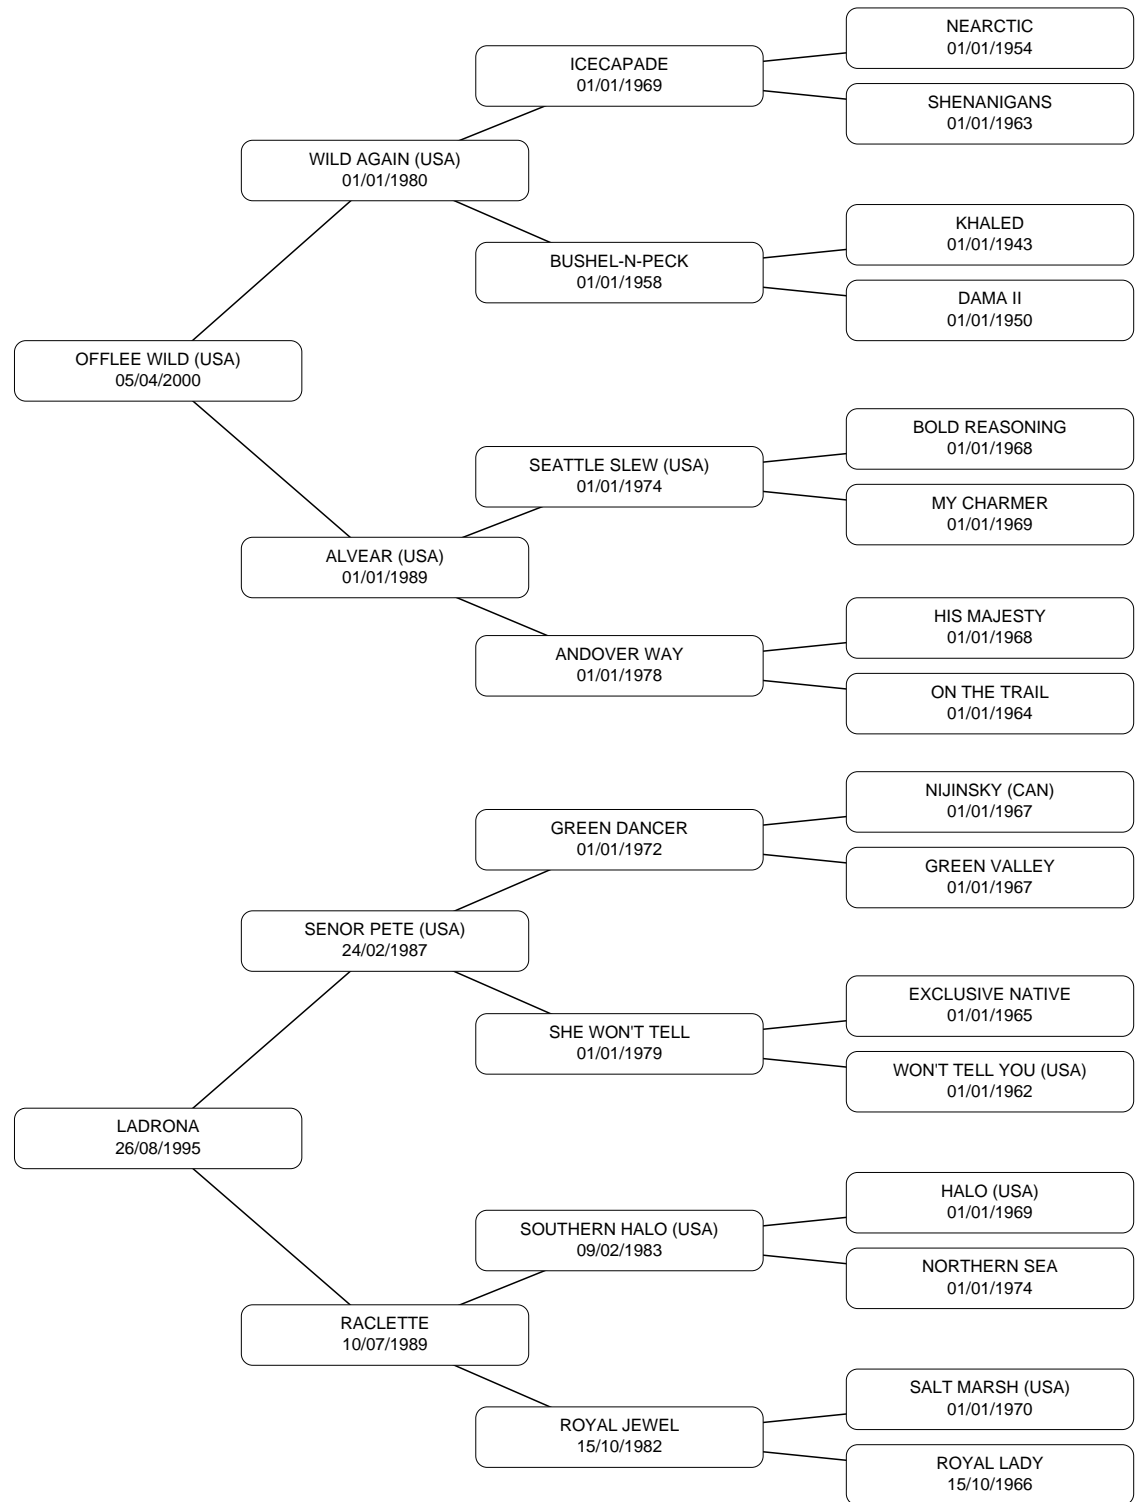 NEARCTIC
01/01/1954
ICECAPADE
01/01/1969
SHENANIGANS
01/01/1963
WILD AGAIN (USA)
01/01/1980
KHALED
01/01/1943
BUSHEL-N-PECK
01/01/1958
DAMA II
01/01/1950
OFFLEE WILD (USA)
05/04/2000
BOLD REASONING
01/01/1968
SEATTLE SLEW (USA)
01/01/1974
MY CHARMER
01/01/1969
ALVEAR (USA)
01/01/1989
HIS MAJESTY
01/01/1968
ANDOVER WAY
01/01/1978
ON THE TRAIL
01/01/1964
NIJINSKY (CAN)
01/01/1967
GREEN DANCER
01/01/1972
GREEN VALLEY
01/01/1967
SENOR PETE (USA)
24/02/1987
EXCLUSIVE NATIVE
01/01/1965
SHE WON'T TELL
01/01/1979
WON'T TELL YOU (USA)
01/01/1962
LADRONA
26/08/1995
HALO (USA)
01/01/1969
SOUTHERN HALO (USA)
09/02/1983
NORTHERN SEA
01/01/1974
RACLETTE
10/07/1989
SALT MARSH (USA)
01/01/1970
ROYAL JEWEL
15/10/1982
ROYAL LADY
15/10/1966